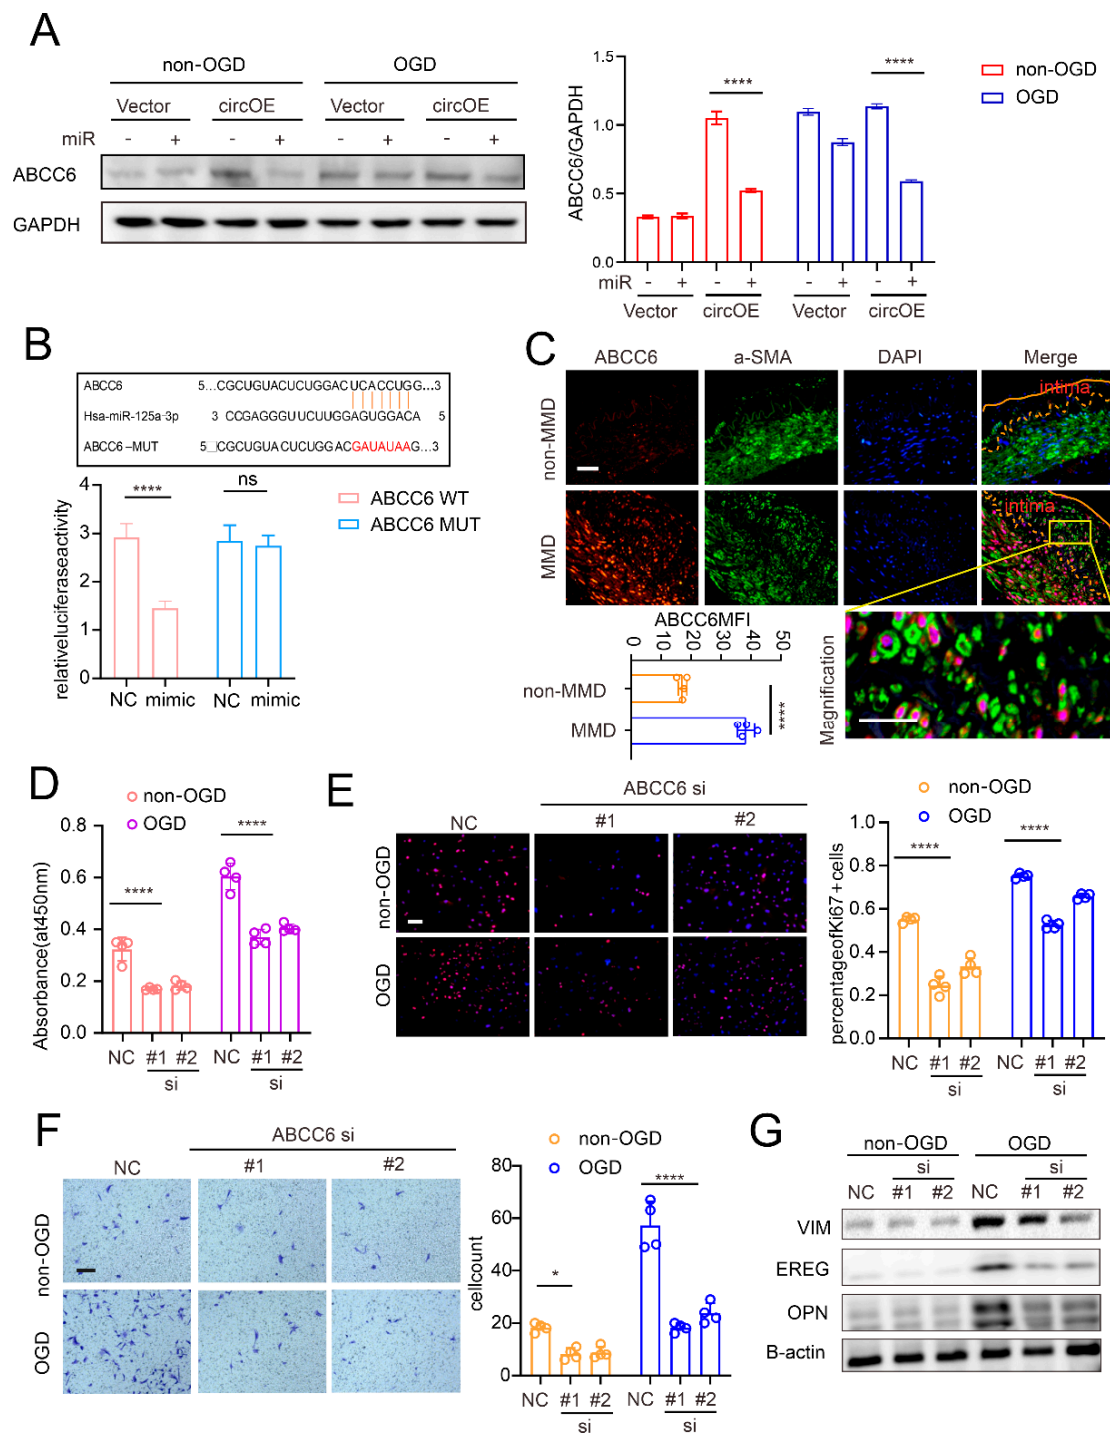 A
non-OGD OGD
Vector circOE Vector circOE
miR - + - + - + - +
ABCC6
GAPDH
ABCC6/GAPDH
1.5
1.0
0.5
0.0
**** ****
non-OGD
OGD
miR - + - + - + - +
Vector circOE Vector circOE
B
ABCC6 5...CGCUGUACUCUGGACUCACCUGG...3
Hsa-miR-125a-3p 3 CCGAGGGUUCUUGGAGUGGACA 5
ABCC6-MUT 5□CGCUGUACUCUGGACGAUAUAAG...3
relativeluciferaseactivity
4
3
2
1
0
**** ns
ABCC6 WT
ABCC6 MUT
NC mimic NC mimic
C
ABCC6 a-SMA DAPI Merge
non-MMD
intima
MMD
intima
ABCC6MFI
0 10 20 30 40 50
non-MMD
MMD
****
Magnification
D
non-OGD
OGD
Absorbance(at450nm)
0.8
0.6
0.4
0.2
0.0
**** ****
NC #1 #2 NC #1 #2
si si
E
ABCC6 si
NC #1 #2
non-OGD
OGD
non-OGD
OGD
percentageofKi67+cells
1.0
0.8
0.6
0.4
0.2
0.0
**** ****
NC #1 #2 NC #1 #2
si si
F
ABCC6 si
NC #1 #2
non-OGD
OGD
non-OGD
OGD
cellcount
80
60
40
20
0
* ****
NC #1 #2 NC #1 #2
si si
G
non-OGD OGD
si si
NC #1 #2 NC #1 #2
VIM
EREG
OPN
B-actin